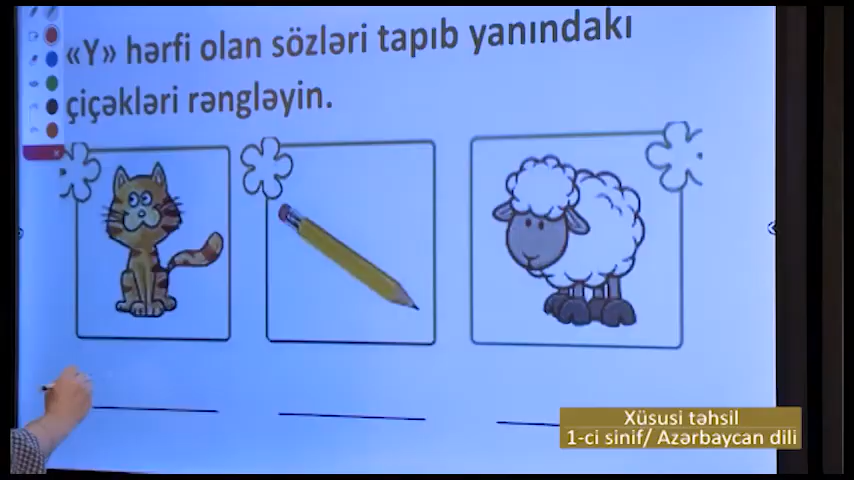 «Y» hərfi olan sözləri tapıb yanındakı
çiçəkləri rəngləyin.
Xüsusi təhsil
1-ci sinif/ Azərbaycan dili